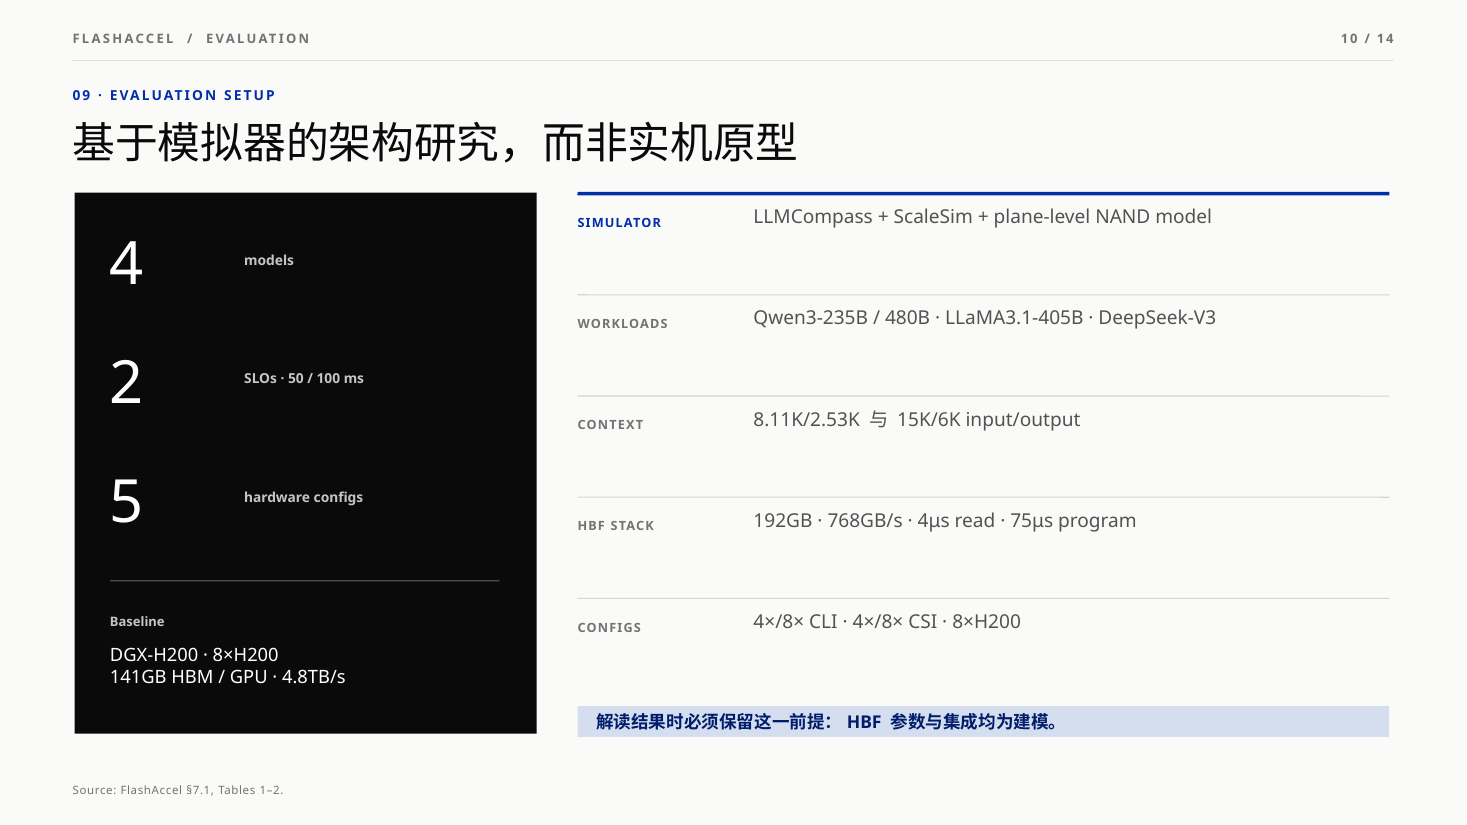 FLASHACCEL / EVALUATION
10 / 14
09 · EVALUATION SETUP
基于模拟器的架构研究，而非实机原型
4
models
2
SLOs · 50 / 100 ms
5
hardware configs
Baseline
DGX-H200 · 8×H200
141GB HBM / GPU · 4.8TB/s
SIMULATOR
LLMCompass + ScaleSim + plane-level NAND model
WORKLOADS
Qwen3-235B / 480B · LLaMA3.1-405B · DeepSeek-V3
CONTEXT
8.11K/2.53K 与 15K/6K input/output
HBF STACK
192GB · 768GB/s · 4μs read · 75μs program
CONFIGS
4×/8× CLI · 4×/8× CSI · 8×H200
解读结果时必须保留这一前提： HBF 参数与集成均为建模。
Source: FlashAccel §7.1, Tables 1–2.